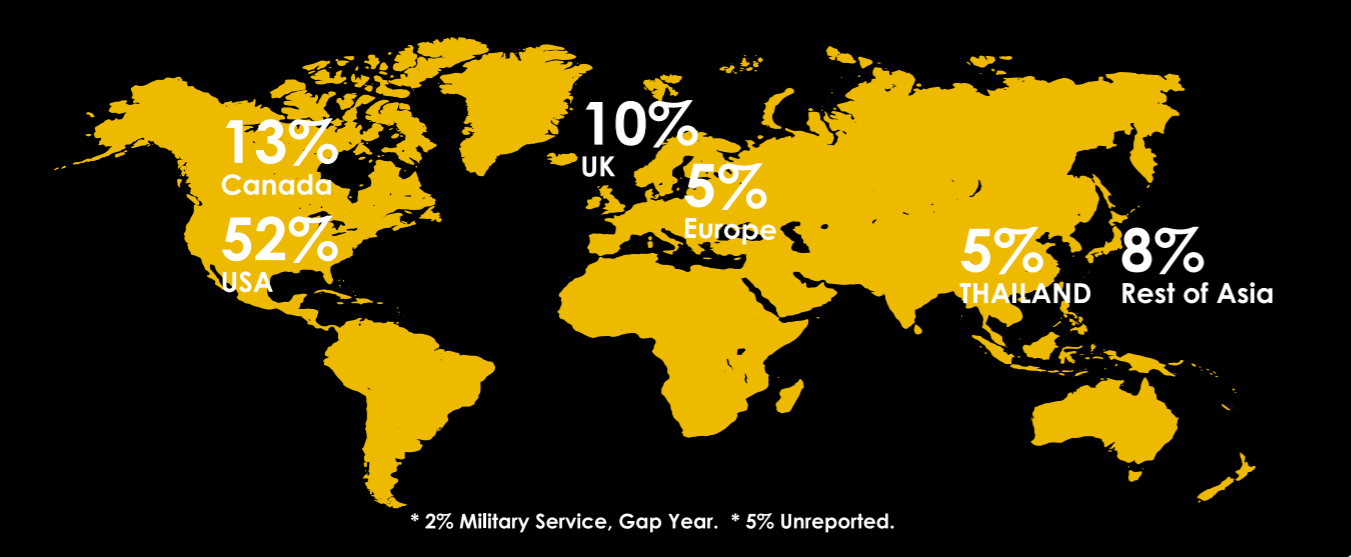 13%
Canada
52%
USA
10%
UK
5%
Europe
5%
THAILAND
8%
Rest of Asia
* 2% Military Service, Gap Year.  * 5% Unreported.